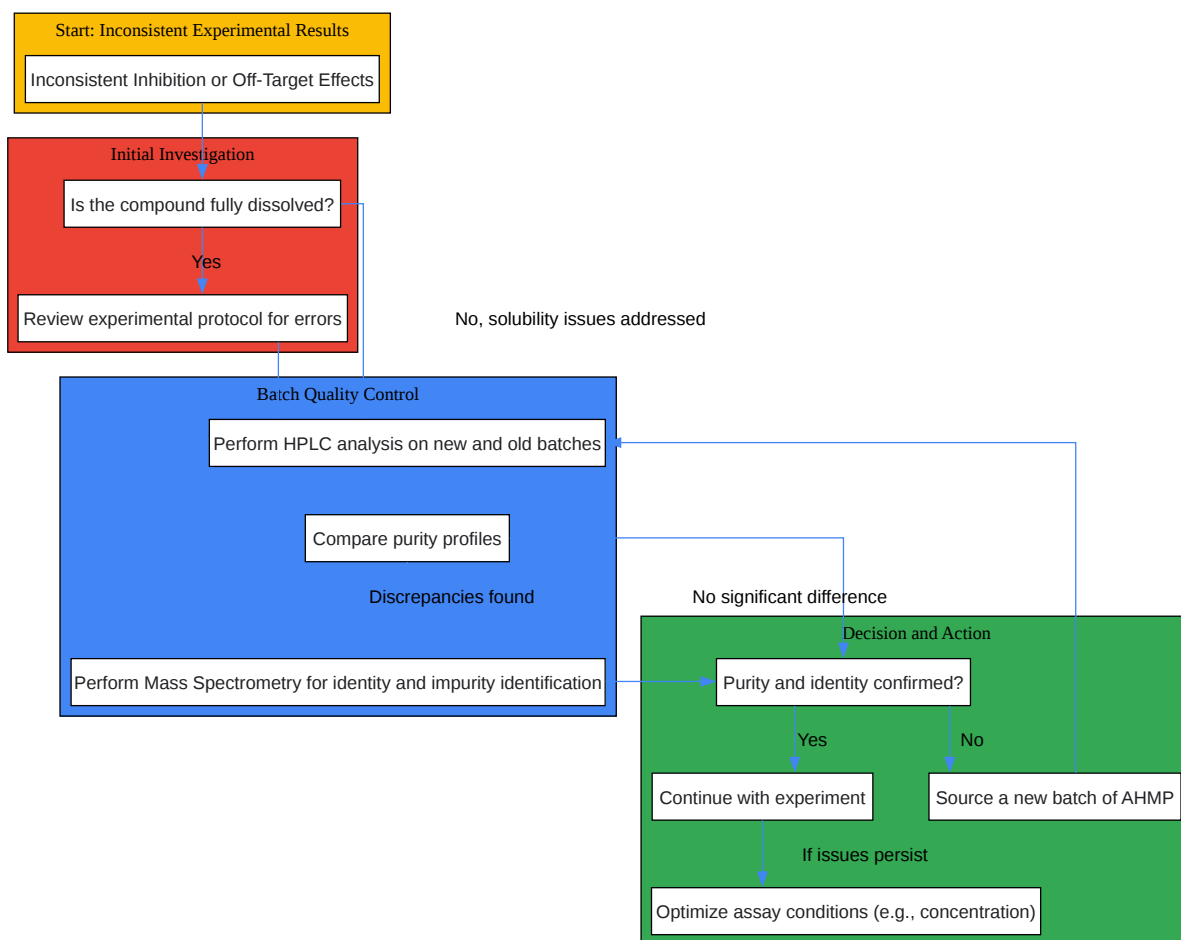 Start: Inconsistent Experimental Results
Inconsistent Inhibition or Off-Target Effects
Initial Investigation
Is the compound fully dissolved?
Yes
Review experimental protocol for errors
No, solubility issues addressed
Batch Quality Control
Perform HPLC analysis on new and old batches
Compare purity profiles
Discrepancies found
No significant difference
Decision and Action
Perform Mass Spectrometry for identity and impurity identification
Purity and identity confirmed?
Yes
No
Continue with experiment
Source a new batch of AHMP
If issues persist
Optimize assay conditions (e.g., concentration)